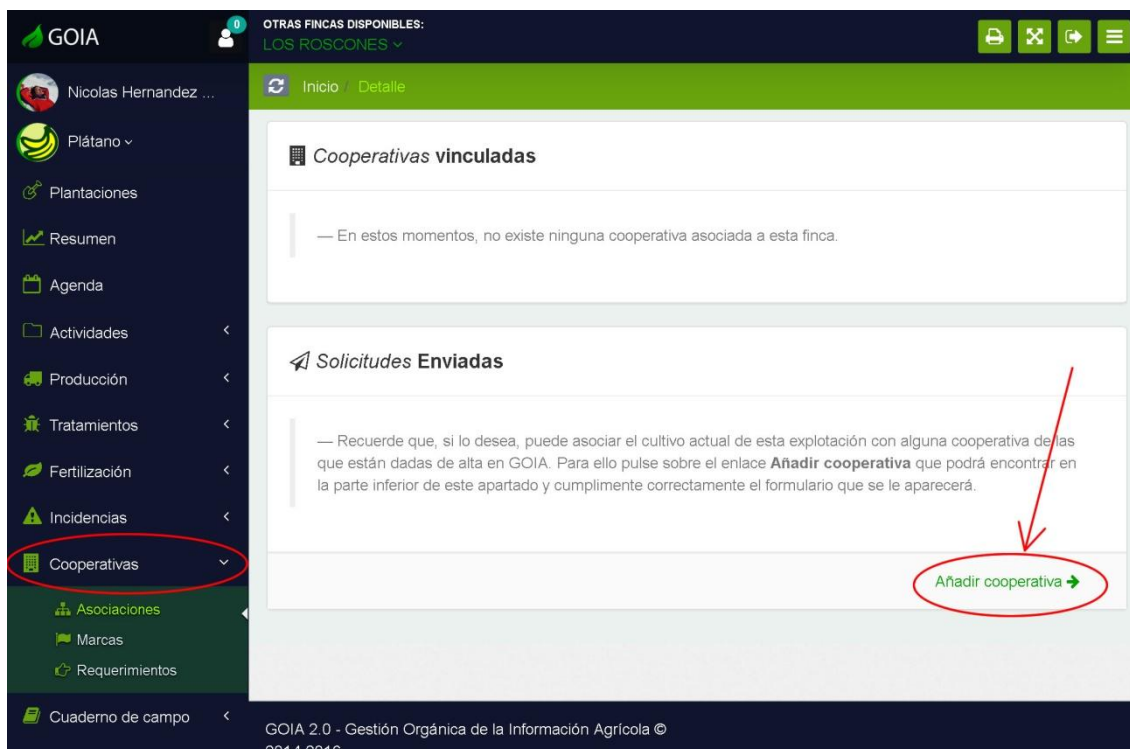 GOIA
0
OTRAS FINCAS DISPONIBLES:
LOS ROSCONES
Nicolas Hernandez ...
Inicio / Detalle
Plátano
Plantaciones
Resumen
Agenda
Actividades
Producción
Tratamientos
Fertilización
Incidencias
Cooperativas
Asociaciones
Marcas
Requerimientos
Cuaderno de campo
Cooperativas vinculadas
— En estos momentos, no existe ninguna cooperativa asociada a esta finca.
Solicitudes Enviadas
— Recuerde que, si lo desea, puede asociar el cultivo actual de esta explotación con alguna cooperativa de las
que están dadas de alta en GOIA. Para ello pulse sobre el enlace Añadir cooperativa que podrá encontrar en
la parte inferior de este apartado y cumplimente correctamente el formulario que se le aparecerá.
Añadir cooperativa
GOIA 2.0 - Gestión Orgánica de la Información Agrícola ©